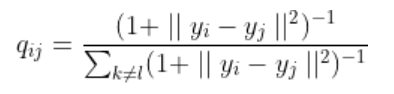 q_{ij} = \frac{(1+ || y_i - y_j ||^2)^{-1}}{\sum_{k \neq l} (1+ || y_i - y_j ||^2)^{-1}}